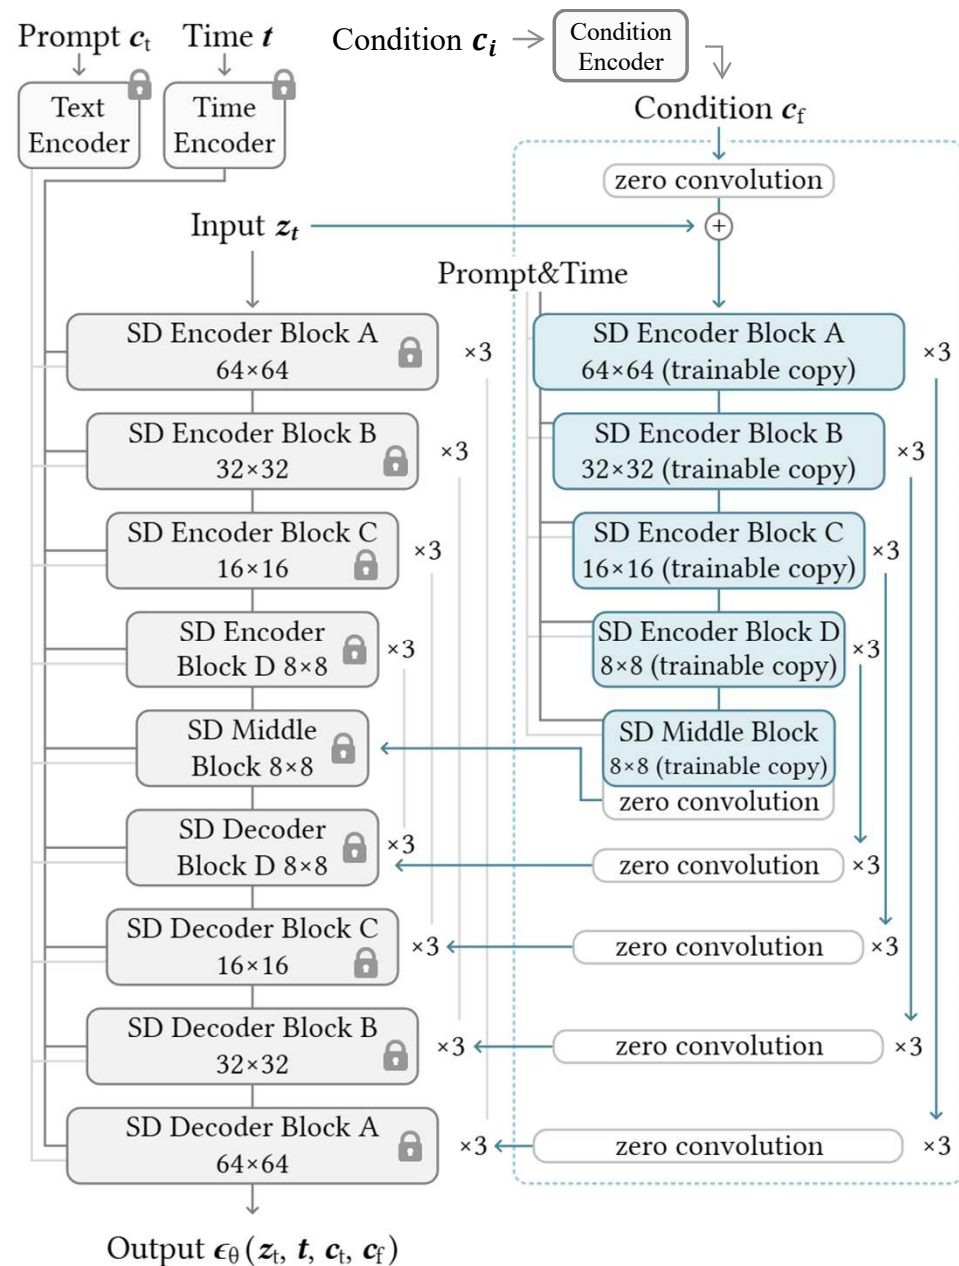 Prompt cₜ
Time t
Condition cᵢ
Condition
Encoder
Text
Encoder
Time
Encoder
Condition c_f
zero convolution
Input zₜ
+
Prompt&Time
SD Encoder Block A
64×64
×3
SD Encoder Block A
64×64 (trainable copy)
×3
SD Encoder Block B
32×32
×3
SD Encoder Block B
32×32 (trainable copy)
×3
SD Encoder Block C
16×16
×3
SD Encoder Block C
16×16 (trainable copy)
×3
SD Encoder
Block D 8×8
×3
SD Encoder Block D
8×8 (trainable copy)
×3
SD Middle
Block 8×8
SD Middle Block
8×8 (trainable copy)
zero convolution
SD Decoder
Block D 8×8
×3
zero convolution
×3
SD Decoder Block C
16×16
×3
zero convolution
×3
SD Decoder Block B
32×32
×3
zero convolution
×3
SD Decoder Block A
64×64
×3
zero convolution
×3
Output ϵ_θ(zₜ, t, cₜ, c_f)